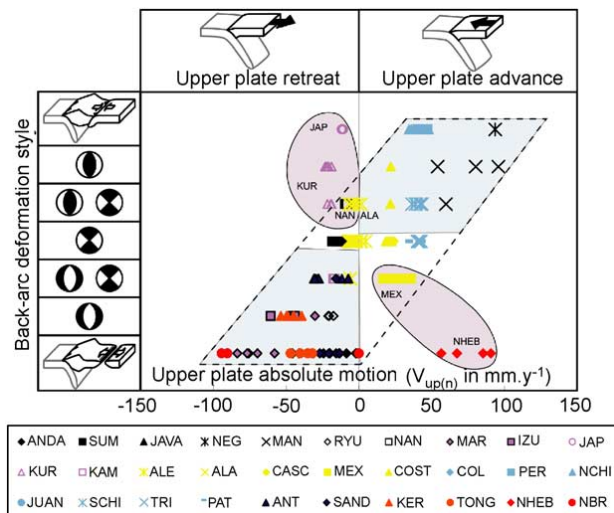 Upper plate retreat
Upper plate advance
Back-arc deformation style
JAP
KUR
NAN
ALA
MEX
NHEB
Upper plate absolute motion (Vup(n) in mm.y-1)
-150 -100 -50 0 50 100 150
ANDA SUM JAVA NEG MAN RYU NAN MAR IZU JAP
KUR KAM ALE ALA CASC MEX COST COL PER NCHI
JUAN SCHI TRI PAT ANT SAND KER TONG NHEB NBR